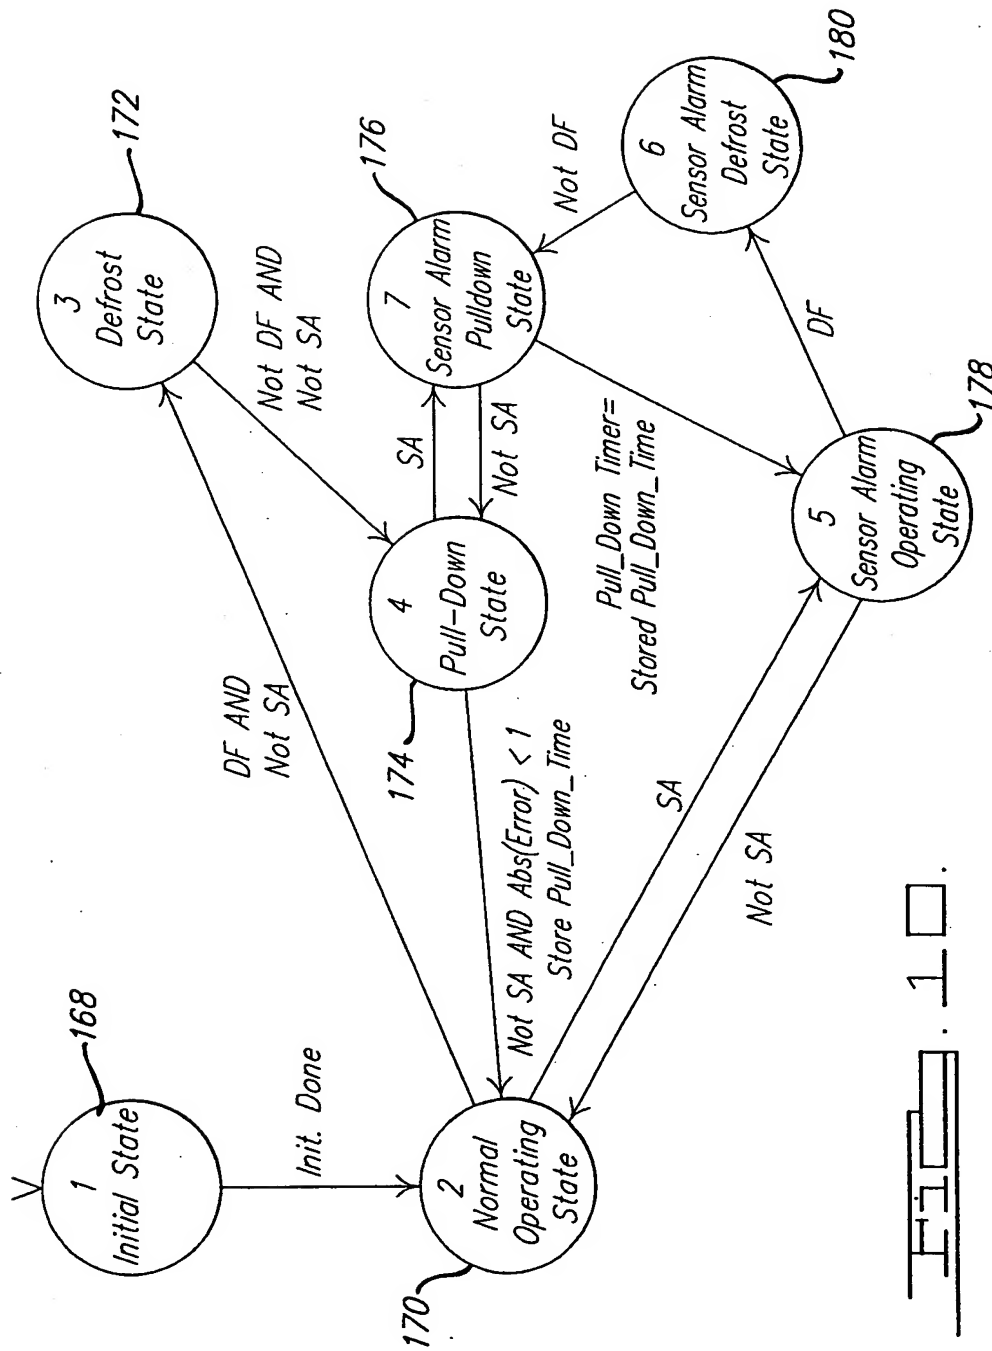 1
Initial State
168
Init. Done
2
Normal
Operating
State
170
3
Defrost
State
172
DF AND
Not SA
Not DF AND
Not SA
4
Pull-Down
State
174
SA
Not SA
7
Sensor Alarm
Pulldown
State
176
Not SA AND Abs(Error) < 1
Store Pull_Down_Time
Pull_Down Timer=
Stored Pull_Down_Time
Not DF
6
Sensor Alarm
Defrost
State
180
DF
5
Sensor Alarm
Operating
State
178
SA
Not SA
Fig. 10.